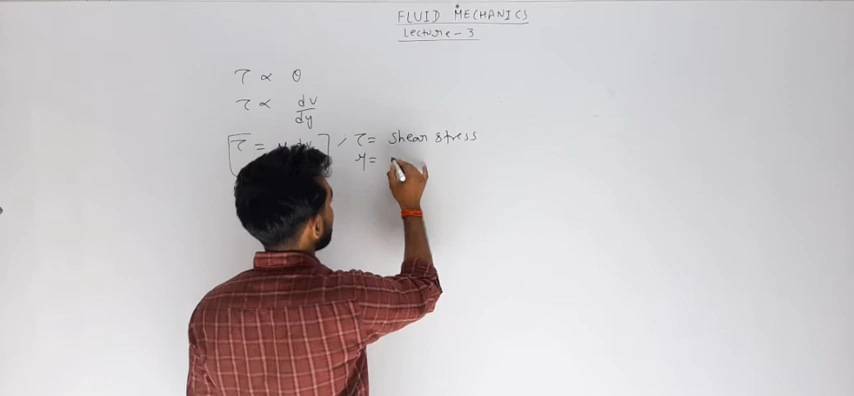 FLUID MECHANICS
Lecture - 3
τ ∝ θ
τ ∝ dv/dy
τ = / τ = Shear stress
μ =